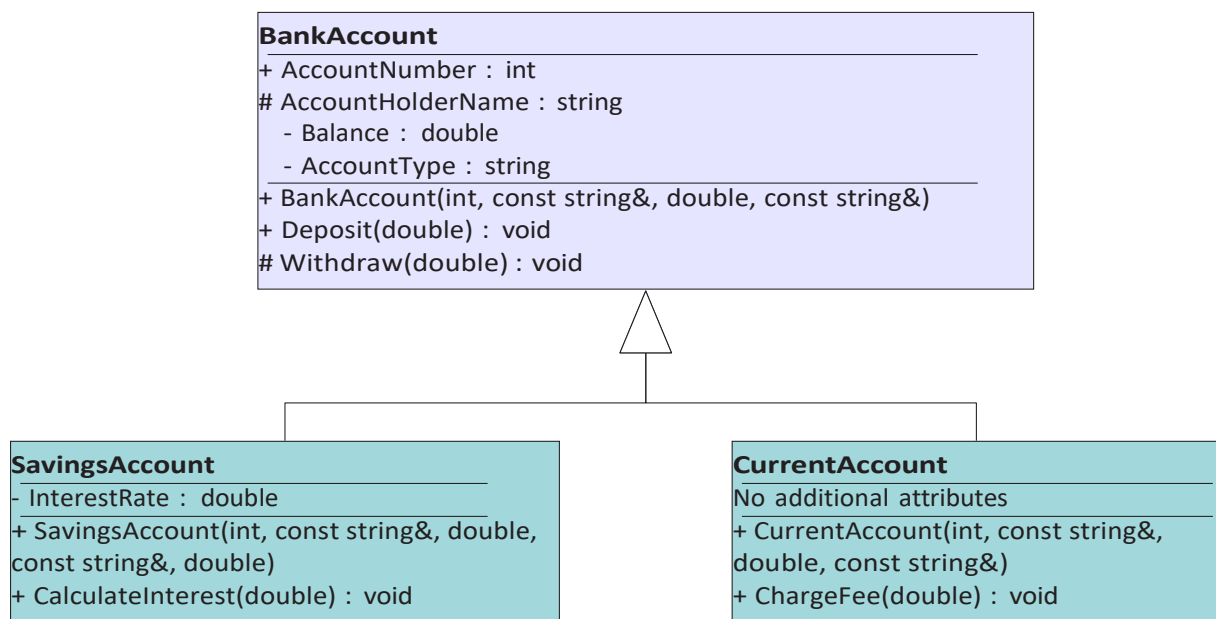 BankAccount
+ AccountNumber : int
# AccountHolderName : string
- Balance : double
- AccountType : string
+ BankAccount(int, const string&, double, const string&)
+ Deposit(double) : void
# Withdraw(double) : void
SavingsAccount
- InterestRate : double
+ SavingsAccount(int, const string&, double,
const string&, double)
+ CalculateInterest(double) : void
CurrentAccount
No additional attributes
+ CurrentAccount(int, const string&,
double, const string&)
+ ChargeFee(double) : void